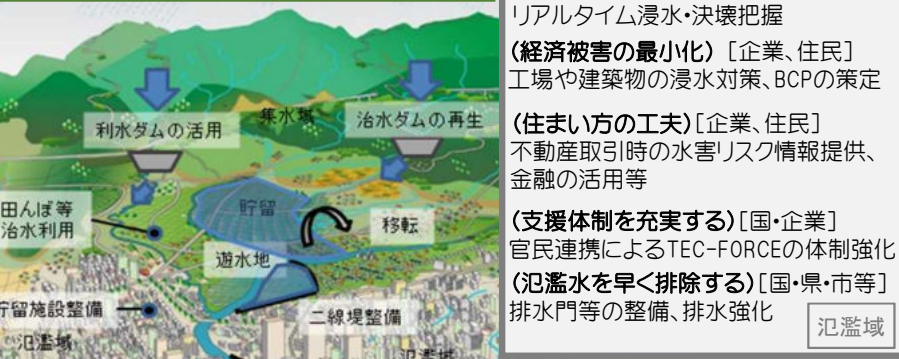 利水ダムの活用
集水域
治水ダムの再生
田んぼ等
治水利用
貯留
移転
遊水地
貯留施設整備
二線堤整備
氾濫域
氾濫域
リアルタイム浸水・決壊把握
(経済被害の最小化) [企業、住民]
工場や建築物の浸水対策、BCPの策定
(住まい方の工夫)[企業、住民]
不動産取引時の水害リスク情報提供、
金融の活用等
(支援体制を充実する)[国・企業]
官民連携によるTEC-FORCEの体制強化
(氾濫水を早く排除する)[国・県・市等]
排水門等の整備、排水強化
氾濫域